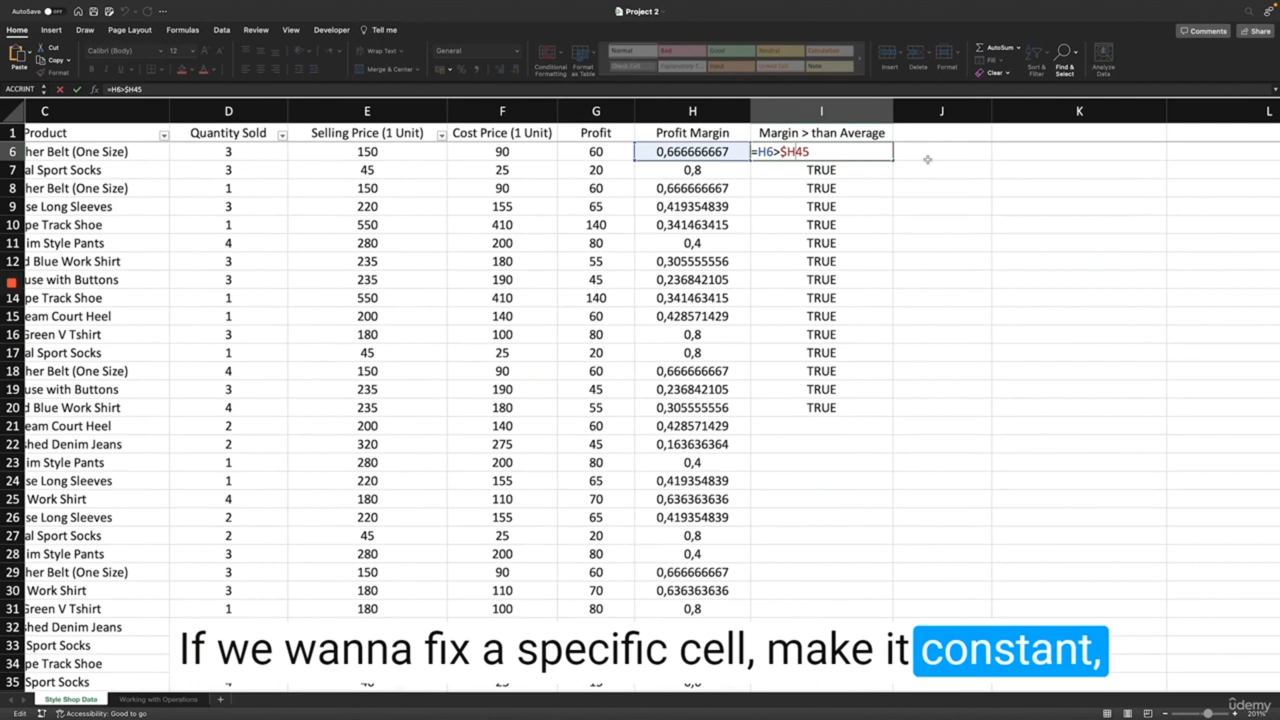 AutoSave OFF Project 2
Home Insert Draw Page Layout Formulas Data Review View Developer Tell me Comments Share
Paste Cut Copy Format Calibri (Body) 12 Wrap Text Merge & Center General Conditional Formatting Format as Table Normal Bad Good Neutral Calculation Check Cell Explanatory T... Input Linked Cell Note Insert Delete Format AutoSum Fill Clear Sort & Filter Find & Select Analyze Data
ACCRINT =H6>$H45
C D E F G H I J K L
1 Product Quantity Sold Selling Price (1 Unit) Cost Price (1 Unit) Profit Profit Margin Margin > than Average
6 her Belt (One Size) 3 150 90 60 0,666666667 =H6>$H45
7 al Sport Socks 3 45 25 20 0,8 TRUE
8 her Belt (One Size) 1 150 90 60 0,666666667 TRUE
9 se Long Sleeves 3 220 155 65 0,419354839 TRUE
10 pe Track Shoe 1 550 410 140 0,341463415 TRUE
11 im Style Pants 4 280 200 80 0,4 TRUE
12 d Blue Work Shirt 3 235 180 55 0,305555556 TRUE
use with Buttons 3 235 190 45 0,236842105 TRUE
14 pe Track Shoe 1 550 410 140 0,341463415 TRUE
15 eam Court Heel 1 200 140 60 0,428571429 TRUE
16 Green V Tshirt 3 180 100 80 0,8 TRUE
17 al Sport Socks 1 45 25 20 0,8 TRUE
18 her Belt (One Size) 4 150 90 60 0,666666667 TRUE
19 use with Buttons 3 235 190 45 0,236842105 TRUE
20 d Blue Work Shirt 4 235 180 55 0,305555556 TRUE
21 eam Court Heel 2 200 140 60 0,428571429
22 ched Denim Jeans 2 320 275 45 0,163636364
23 im Style Pants 1 280 200 80 0,4
24 se Long Sleeves 1 220 155 65 0,419354839
25 Work Shirt 4 180 110 70 0,636363636
26 se Long Sleeves 2 220 155 65 0,419354839
27 al Sport Socks 2 45 25 20 0,8
28 im Style Pants 3 280 200 80 0,4
29 her Belt (One Size) 3 150 90 60 0,666666667
30 Work Shirt 3 180 110 70 0,636363636
31 Green V Tshirt 1 180 100 80 0,8
32 ched Denim Jeans
33 Blue Work Shirt
34 pe Track Shoe
35 al Sport Socks
If we wanna fix a specific cell, make it constant,
Style Shop Data Working with Operations +
Edit Accessibility: Good to go 201%
udemy